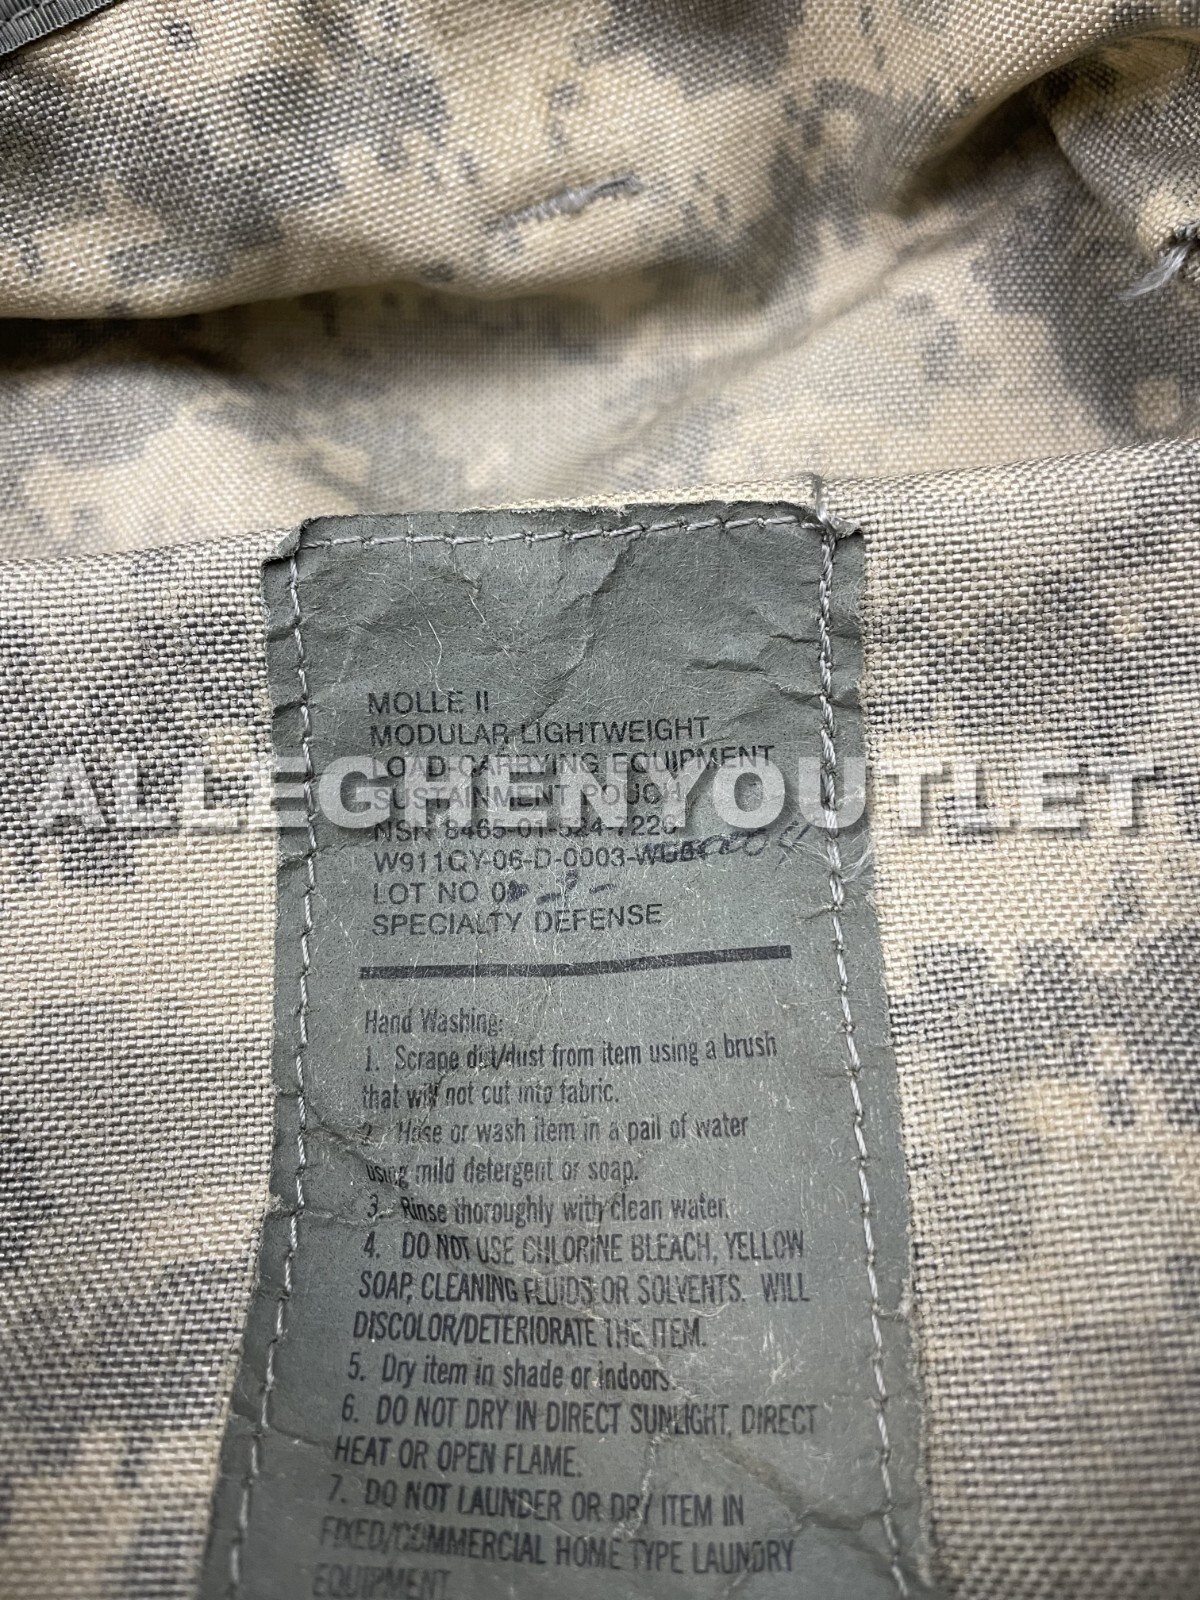 MOLLE II
MODULAR LIGHTWEIGHT
LOAD-CARRYING EQUIPMENT
ALLEGHENYOUTLET
SUSTAINMENT POUCH
NSN 8465-01-524-7226
W911QY-06-D-0003-
LOT NO
SPECIALTY DEFENSE
Hand Washing:
1. Scrape dirt/dust from item using a brush
that will not cut into fabric.
2. Hose or wash item in a pail of water
using mild detergent or soap.
3. Rinse thoroughly with clean water.
4. DO NOT USE CHLORINE BLEACH, YELLOW
SOAP, CLEANING FLUIDS OR SOLVENTS. WILL
DISCOLOR/DETERIORATE THE ITEM.
5. Dry item in shade or indoors.
6. DO NOT DRY IN DIRECT SUNLIGHT, DIRECT
HEAT OR OPEN FLAME.
7. DO NOT LAUNDER OR DRY ITEM IN
FIXED/COMMERCIAL HOME TYPE LAUNDRY
EQUIPMENT